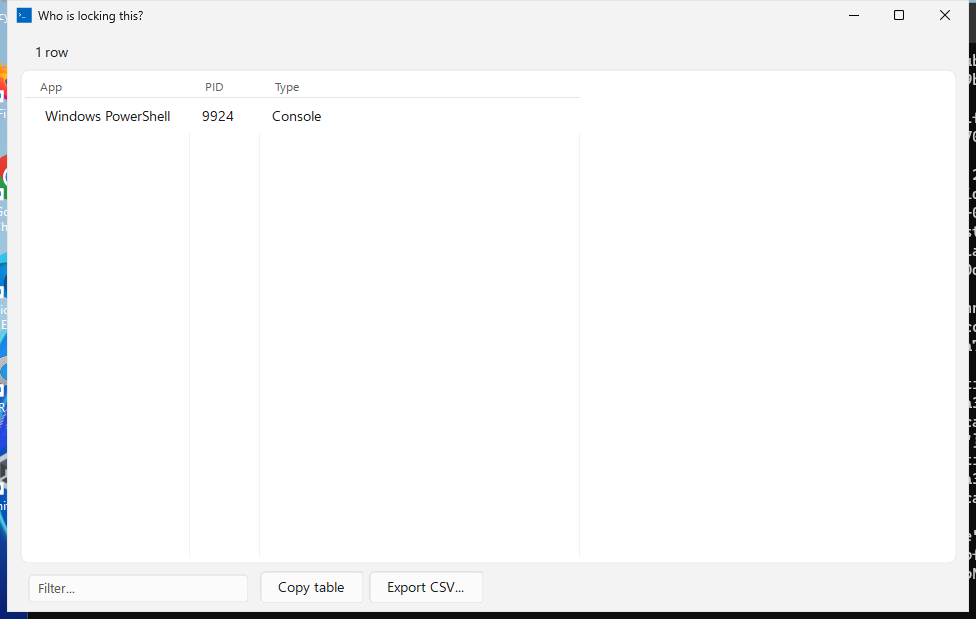 Who is locking this?
1 row
App PID Type
Windows PowerShell 9924 Console
Filter... Copy table Export CSV...